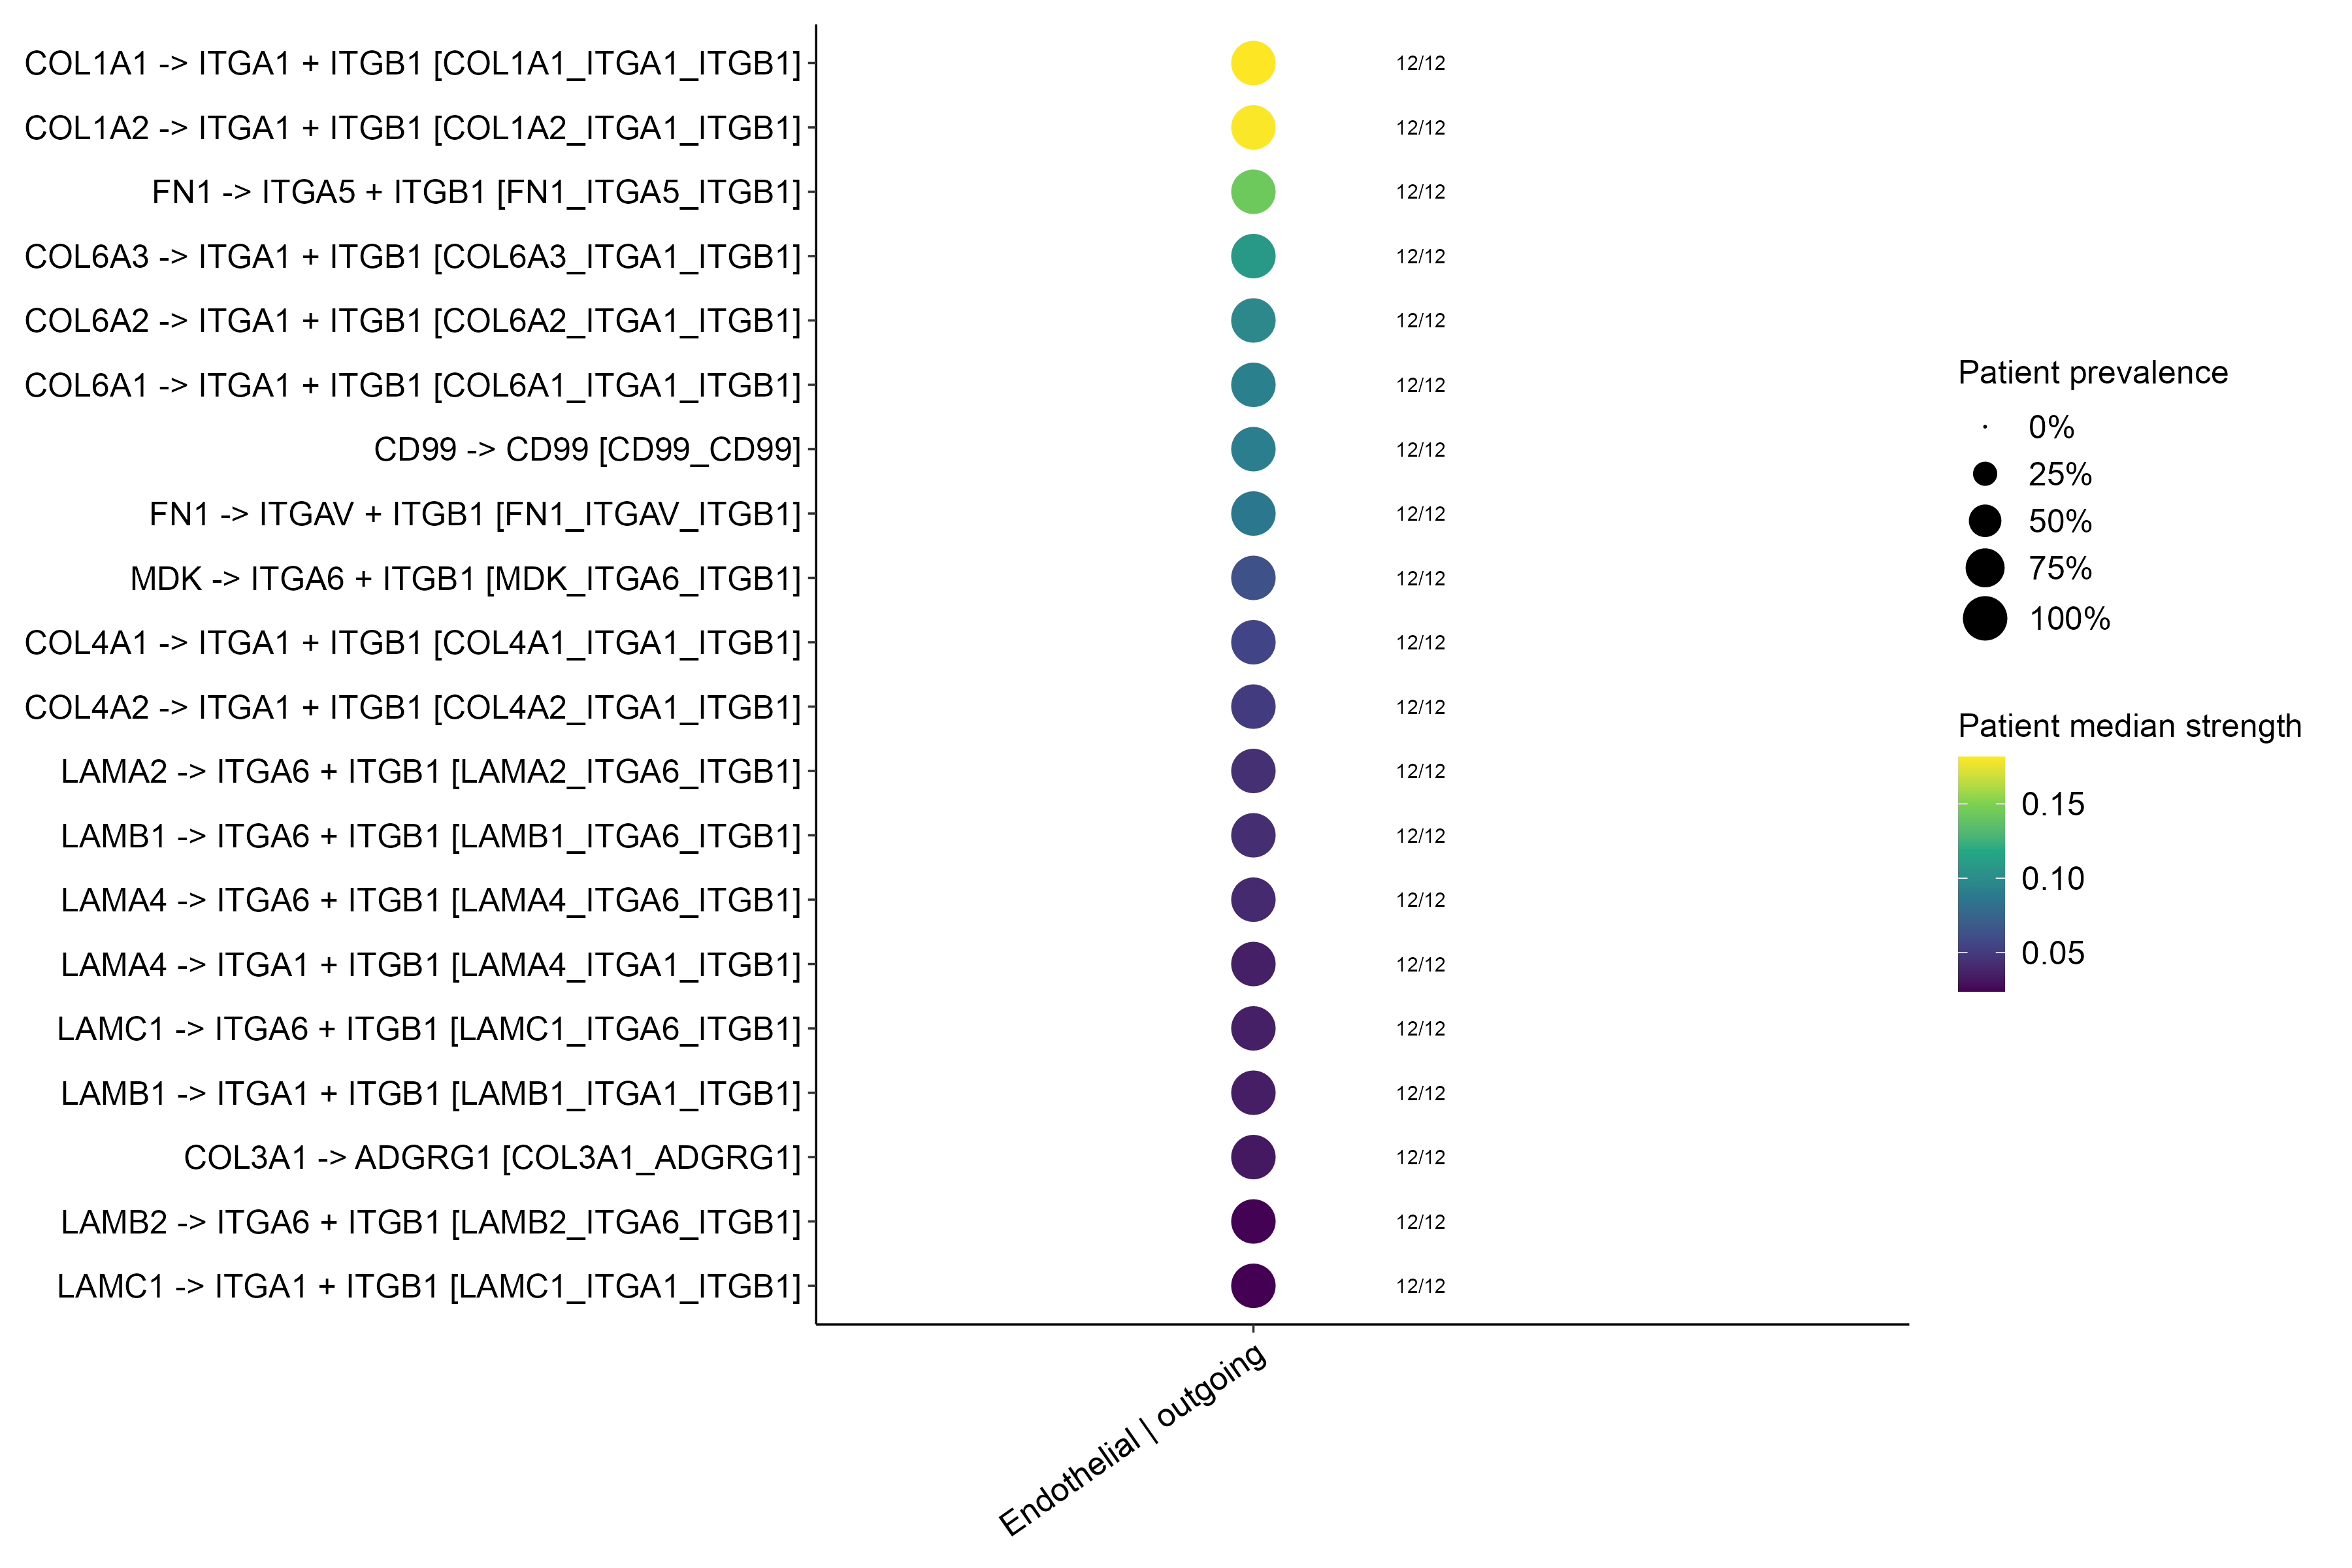 COL1A1 -> ITGA1 + ITGB1 [COL1A1_ITGA1_ITGB1] 12/12
COL1A2 -> ITGA1 + ITGB1 [COL1A2_ITGA1_ITGB1] 12/12
FN1 -> ITGA5 + ITGB1 [FN1_ITGA5_ITGB1] 12/12
COL6A3 -> ITGA1 + ITGB1 [COL6A3_ITGA1_ITGB1] 12/12
COL6A2 -> ITGA1 + ITGB1 [COL6A2_ITGA1_ITGB1] 12/12
COL6A1 -> ITGA1 + ITGB1 [COL6A1_ITGA1_ITGB1] 12/12
CD99 -> CD99 [CD99_CD99] 12/12
FN1 -> ITGAV + ITGB1 [FN1_ITGAV_ITGB1] 12/12
MDK -> ITGA6 + ITGB1 [MDK_ITGA6_ITGB1] 12/12
COL4A1 -> ITGA1 + ITGB1 [COL4A1_ITGA1_ITGB1] 12/12
COL4A2 -> ITGA1 + ITGB1 [COL4A2_ITGA1_ITGB1] 12/12
LAMA2 -> ITGA6 + ITGB1 [LAMA2_ITGA6_ITGB1] 12/12
LAMB1 -> ITGA6 + ITGB1 [LAMB1_ITGA6_ITGB1] 12/12
LAMA4 -> ITGA6 + ITGB1 [LAMA4_ITGA6_ITGB1] 12/12
LAMA4 -> ITGA1 + ITGB1 [LAMA4_ITGA1_ITGB1] 12/12
LAMC1 -> ITGA6 + ITGB1 [LAMC1_ITGA6_ITGB1] 12/12
LAMB1 -> ITGA1 + ITGB1 [LAMB1_ITGA1_ITGB1] 12/12
COL3A1 -> ADGRG1 [COL3A1_ADGRG1] 12/12
LAMB2 -> ITGA6 + ITGB1 [LAMB2_ITGA6_ITGB1] 12/12
LAMC1 -> ITGA1 + ITGB1 [LAMC1_ITGA1_ITGB1] 12/12
Endothelial | outgoing
Patient prevalence
0%
25%
50%
75%
100%
Patient median strength
0.15
0.10
0.05